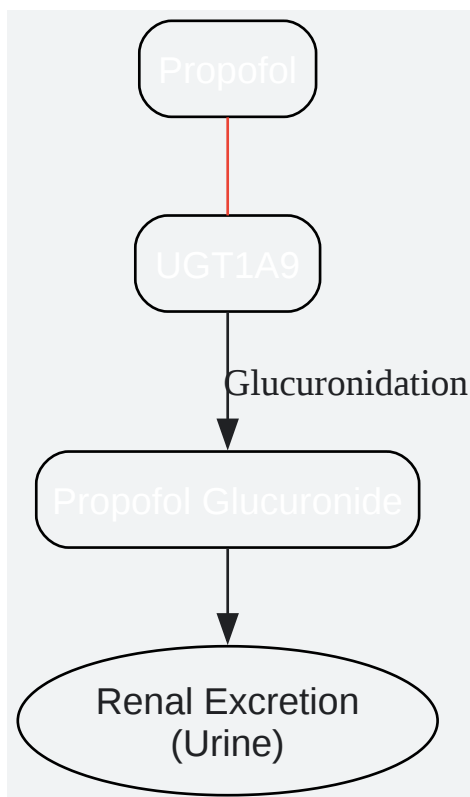 Propofol
UGT1A9
Glucuronidation
Propofol Glucuronide
Renal Excretion
(Urine)